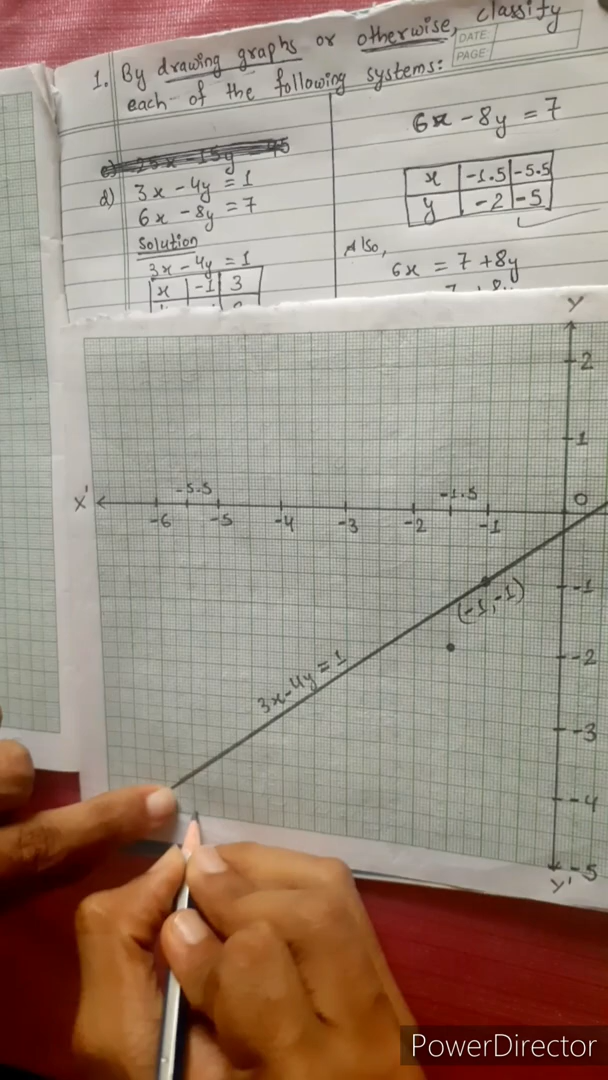 1. By drawing graphs or otherwise, classify
each of the following systems:
DATE:
PAGE:
d) 3x - 4y = 1
6x - 8y = 7
Solution
3x - 4y = 1
x -1 3
6x - 8y = 7
x -1.5 -5.5
y -2 -5
Also,
6x = 7 + 8y
Y
2
1
X' -5.5 -1.5 0
-6 -5 -4 -3 -2 -1
-1
(-1,-1)
-2
3x-4y = 1
-3
-4
-5
Y'
PowerDirector